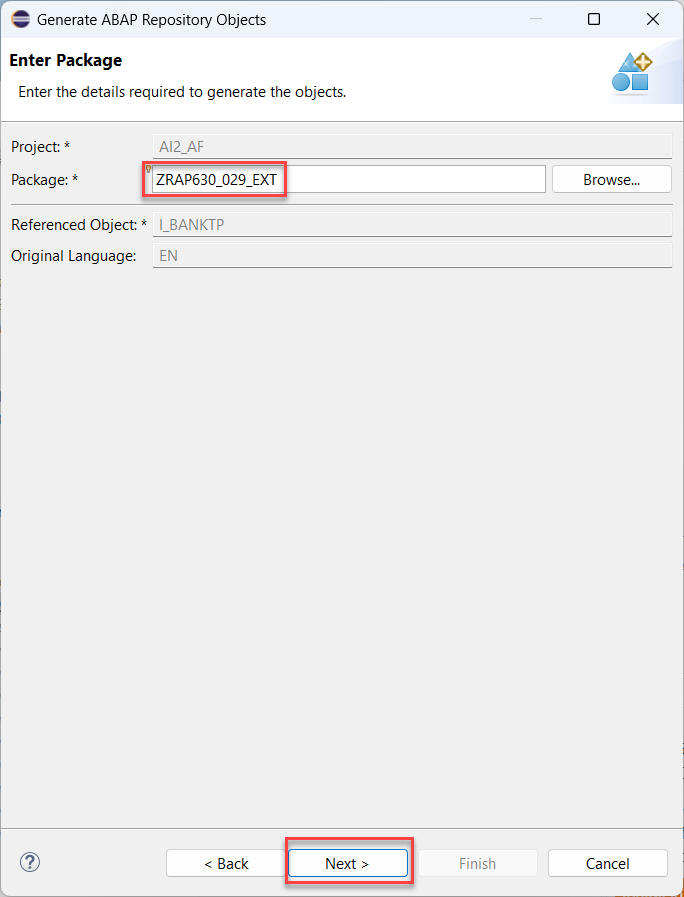 Generate ABAP Repository Objects
Enter Package
Enter the details required to generate the objects.
Project: * AI2_AF
Package: * ZRAP630_029_EXT Browse...
Referenced Object: * I_BANKTP
Original Language: EN
? < Back Next > Finish Cancel